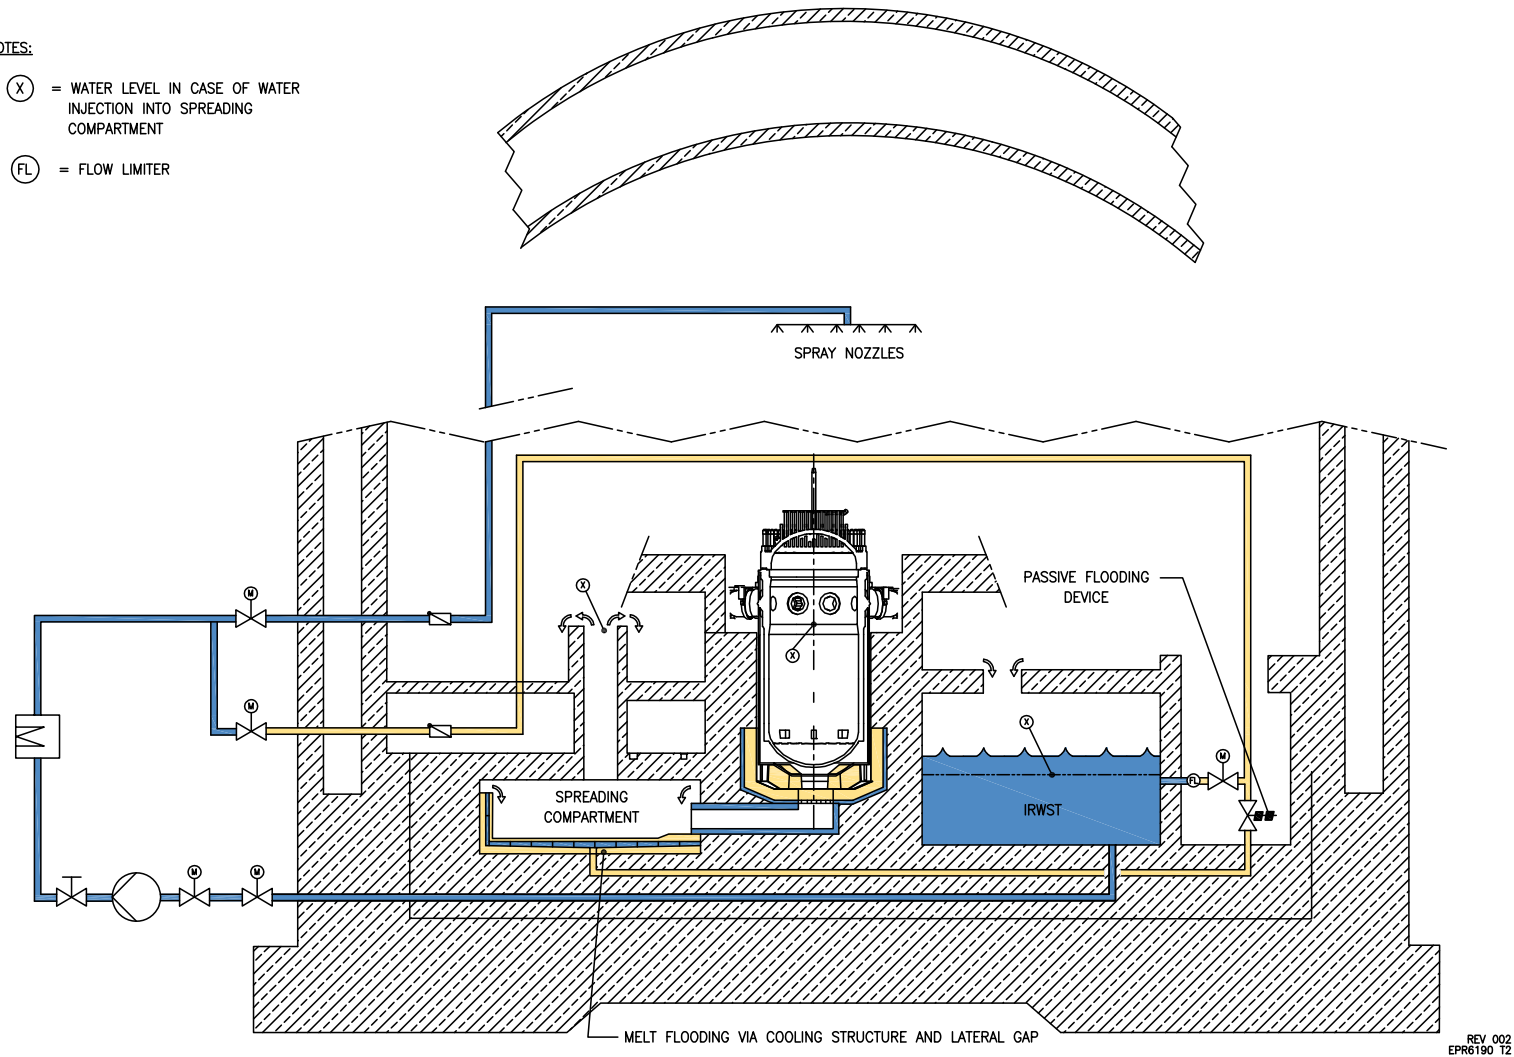 OTES:
X = WATER LEVEL IN CASE OF WATER
INJECTION INTO SPREADING
COMPARTMENT
FL = FLOW LIMITER
SPRAY NOZZLES
PASSIVE FLOODING
DEVICE
X
M
X
M
X
M
SPREADING
COMPARTMENT
FL
IRWST
M
M
MELT FLOODING VIA COOLING STRUCTURE AND LATERAL GAP
REV 002
EPR6190 T2